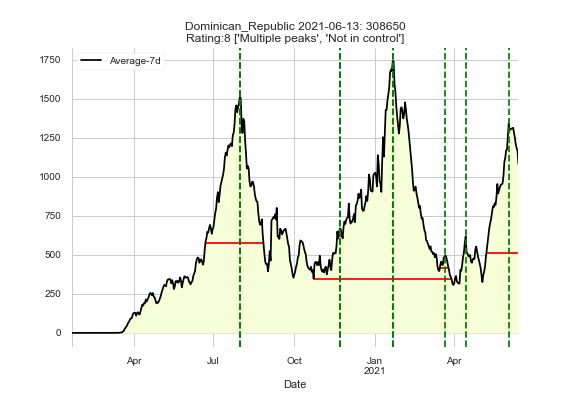 Dominican_Republic 2021-06-13: 308650
Rating:8 ['Multiple peaks', 'Not in control']
Average-7d
1750
1500
1250
1000
750
500
250
0
Apr
Jul
Oct
Jan
2021
Apr
Date